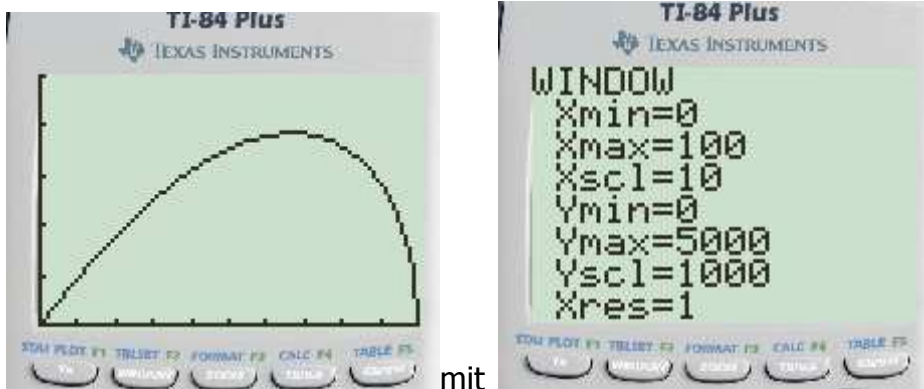 TI-84 Plus
TEXAS INSTRUMENTS
STAT PLOT F1 TBLSET F2 FORMAT F3 CALC F4 TABLE F5
mit
TI-84 Plus
TEXAS INSTRUMENTS
WINDOW
Xmin=0
Xmax=100
Xscl=10
Ymin=0
Ymax=5000
Yscl=1000
Xres=1
STAT PLOT F1 TBLSET F2 FORMAT F3 CALC F4 TABLE F5